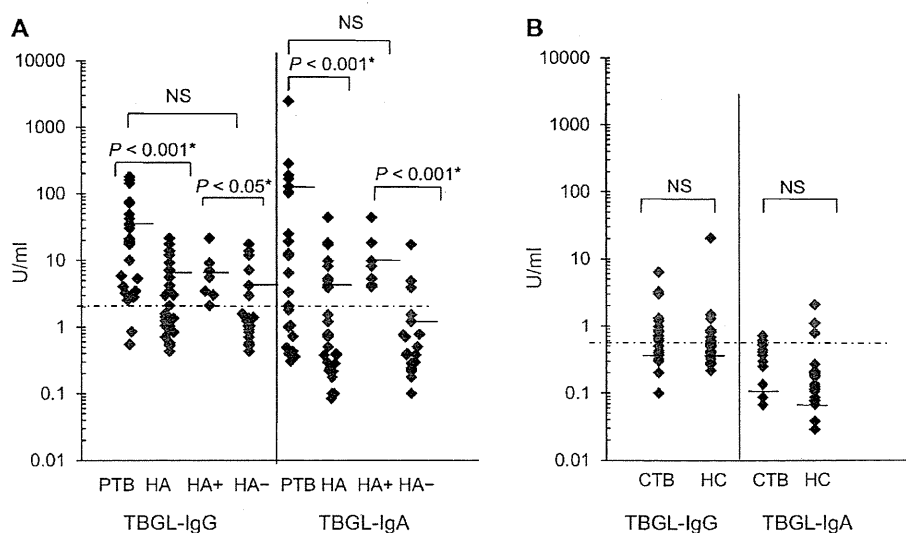 A
NS
10000
P < 0.001*
NS
1000
P < 0.001*
P < 0.05*
P < 0.001*
100
U/ml
10
1
0.1
0.01
PTB HA HA+ HA− PTB HA HA+ HA−
TBGL-IgG TBGL-IgA
B
10000
1000
100
NS NS
U/ml
10
1
0.1
0.01
CTB HC CTB HC
TBGL-IgG TBGL-IgA